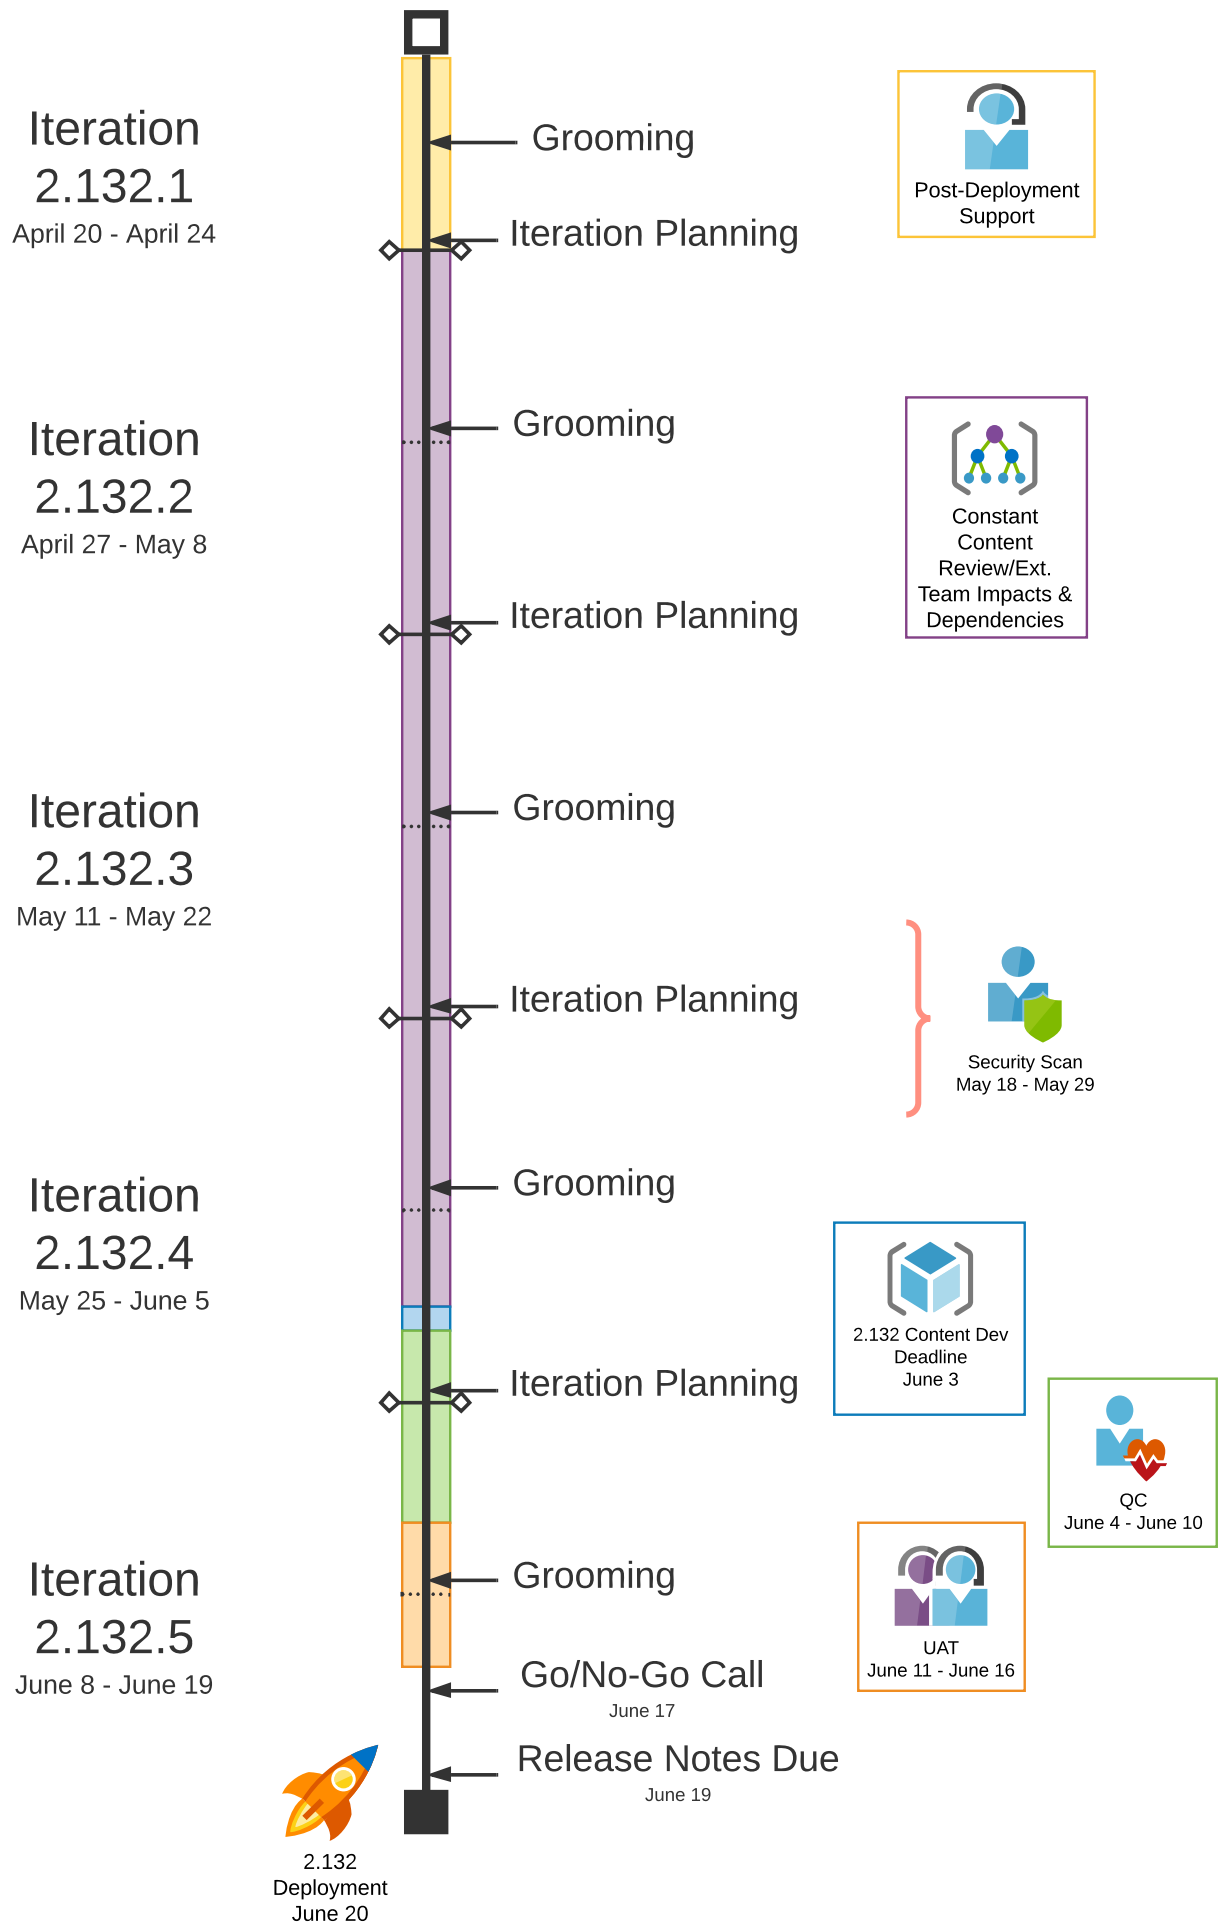 Iteration
2.132.1
April 20 - April 24
Grooming
Iteration Planning
Post-Deployment
Support
Iteration
2.132.2
April 27 - May 8
Grooming
Iteration Planning
Constant
Content
Review/Ext.
Team Impacts &
Dependencies
Iteration
2.132.3
May 11 - May 22
Grooming
Iteration Planning
Security Scan
May 18 - May 29
Iteration
2.132.4
May 25 - June 5
Grooming
Iteration Planning
2.132 Content Dev
Deadline
June 3
QC
June 4 - June 10
Iteration
2.132.5
June 8 - June 19
Grooming
UAT
June 11 - June 16
Go/No-Go Call
June 17
Release Notes Due
June 19
2.132
Deployment
June 20